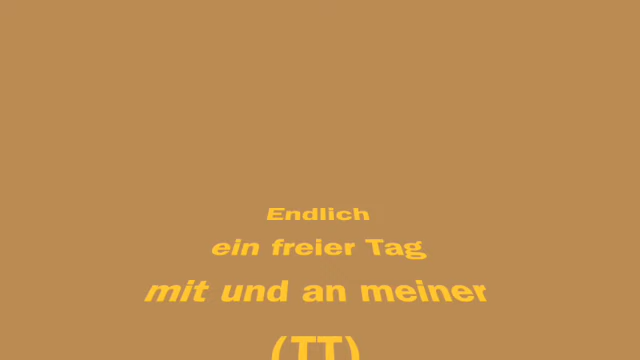 Endlich
ein freier Tag
mit und an meiner
(TT)